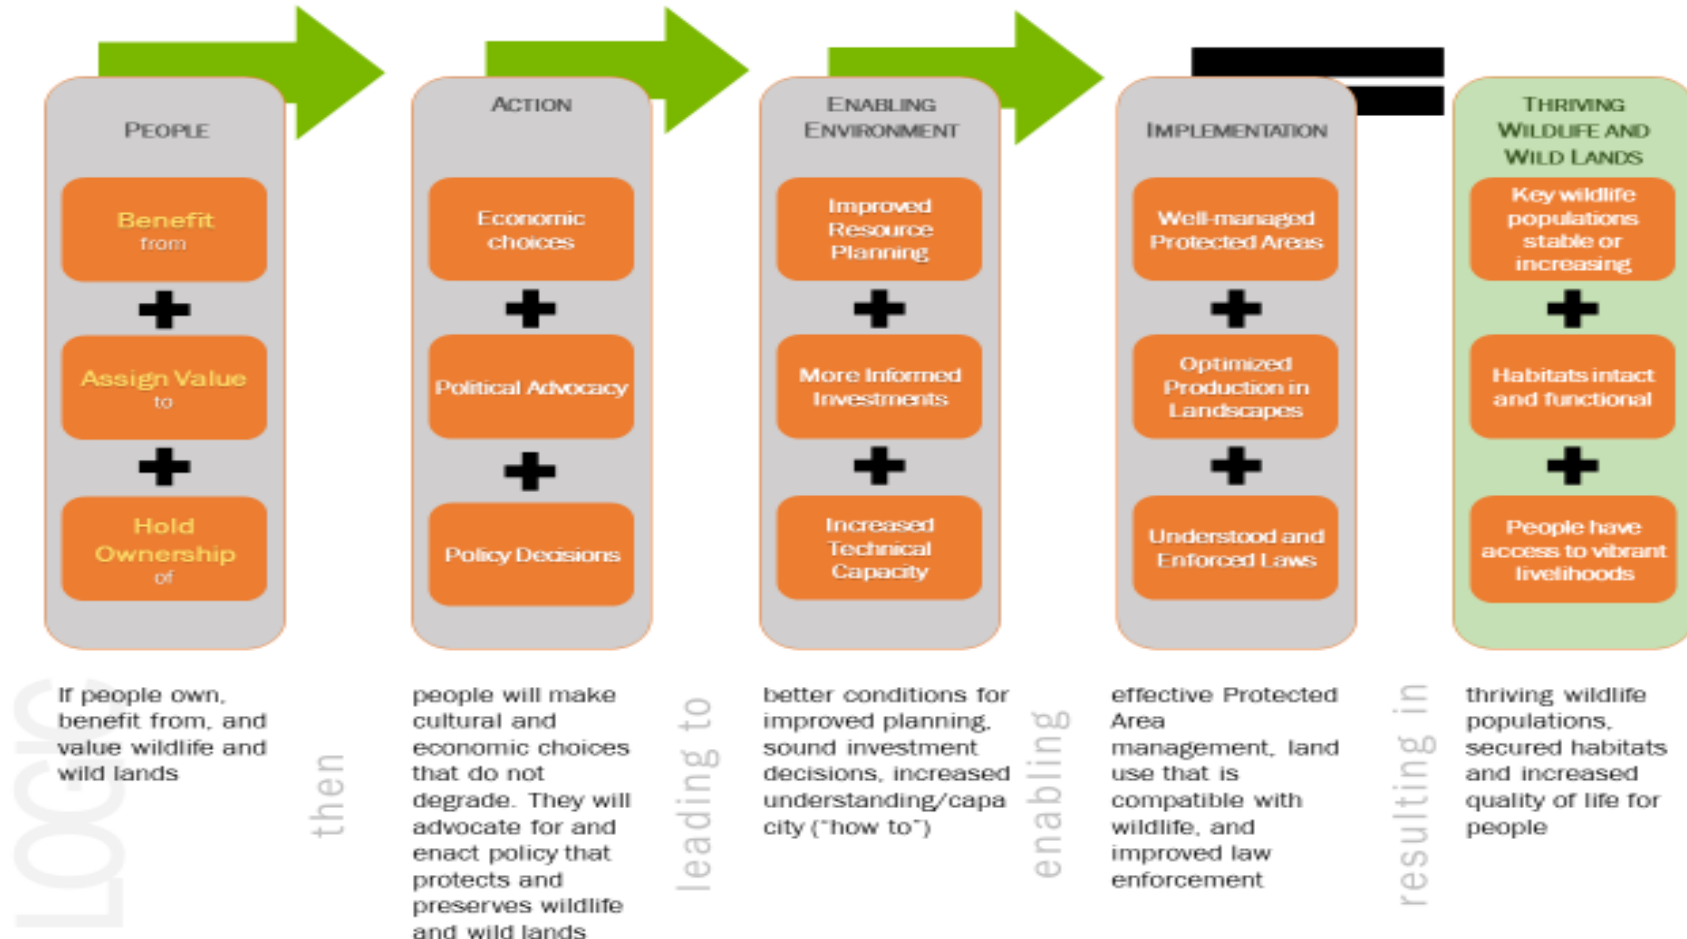 PEOPLE
Benefit
from
Assign Value
to
Hold
Ownership
of
ACTION
Economic
choices
Political Advocacy
Policy Decisions
ENABLING
ENVIRONMENT
Improved
Resource
Planning
More Informed
Investments
Increased
Technical
Capacity
IMPLEMENTATION
Well-managed
Protected Areas
Optimized
Production in
Landscapes
Understood and
Enforced Laws
THRIVING
WILDLIFE AND
WILD LANDS
Key wildlife
populations
stable or
increasing
Habitats intact
and functional
People have
access to vibrant
livelihoods
LOGIC
If people own,
benefit from, and
value wildlife and
wild lands
then
people will make
cultural and
economic choices
that do not
degrade. They will
advocate for and
enact policy that
protects and
preserves wildlife
and wild lands
leading to
better conditions for
improved planning,
sound investment
decisions, increased
understanding/capa
city ("how to")
enabling
effective Protected
Area
management, land
use that is
compatible with
wildlife, and
improved law
enforcement
resulting in
thriving wildlife
populations,
secured habitats
and increased
quality of life for
people